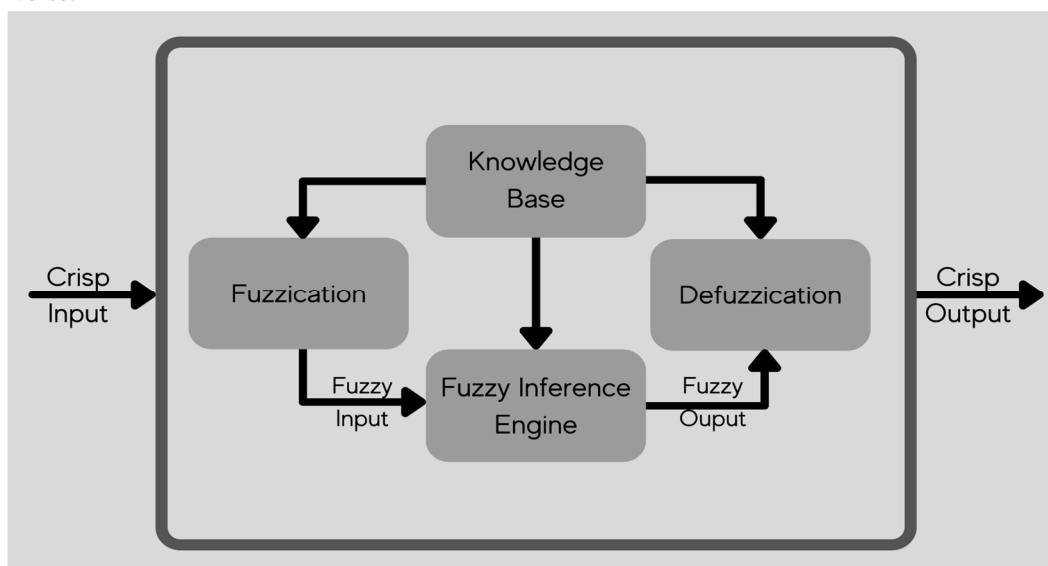 Knowledge
Base
Crisp
Input
Fuzzication
Defuzzication
Crisp
Output
Fuzzy
Input
Fuzzy Inference
Engine
Fuzzy
Ouput